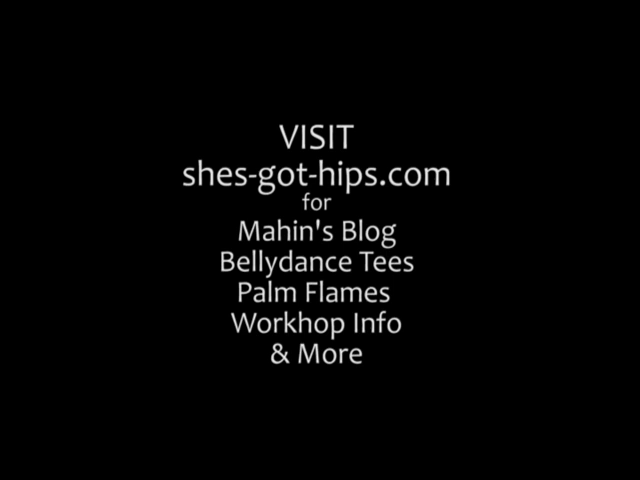 VISIT
shes-got-hips.com
for
Mahin's Blog
Bellydance Tees
Palm Flames
Workhop Info
& More